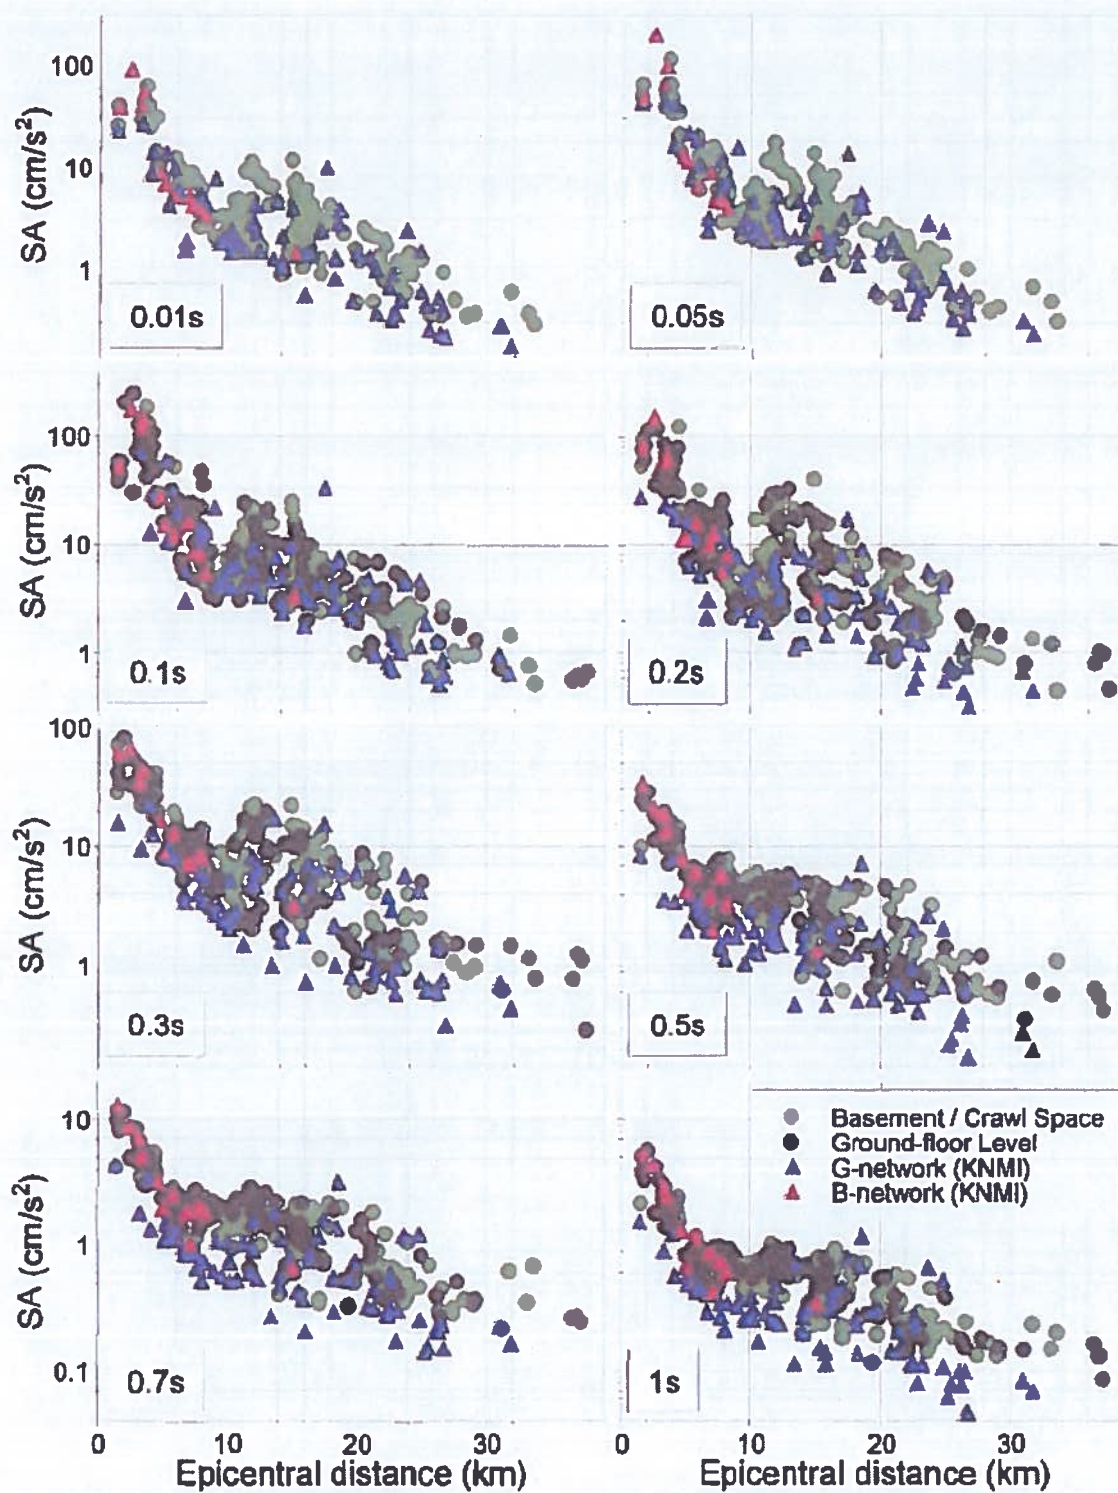 SA (cm/s²)
100
10
1
0.01s
0.05s
SA (cm/s²)
100
10
1
0.1s
0.2s
SA (cm/s²)
100
10
1
0.3s
0.5s
SA (cm/s²)
10
1
0.1
0.7s
Basement / Crawl Space
Ground-floor Level
G-network (KNMI)
B-network (KNMI)
1s
0 10 20 30 0 10 20 30
Epicentral distance (km) Epicentral distance (km)